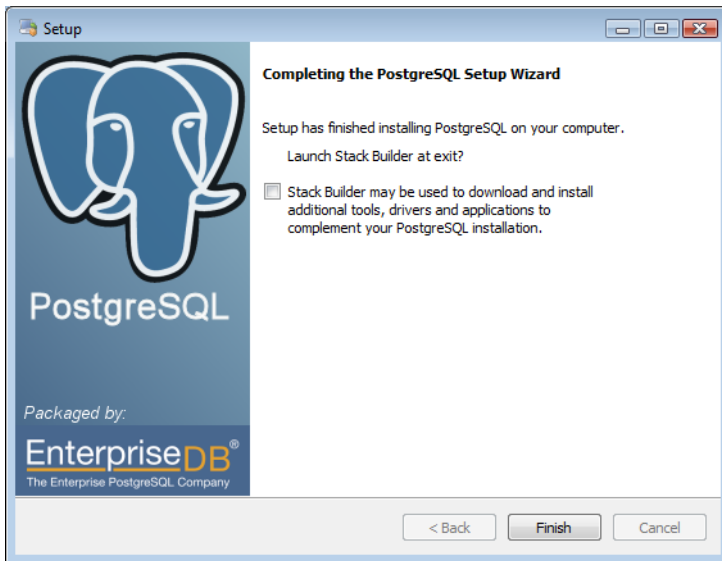 Setup
Completing the PostgreSQL Setup Wizard
Setup has finished installing PostgreSQL on your computer.
Launch Stack Builder at exit?
Stack Builder may be used to download and install
additional tools, drivers and applications to
complement your PostgreSQL installation.
PostgreSQL
Packaged by:
EnterpriseDB®
The Enterprise PostgreSQL Company
< Back
Finish
Cancel